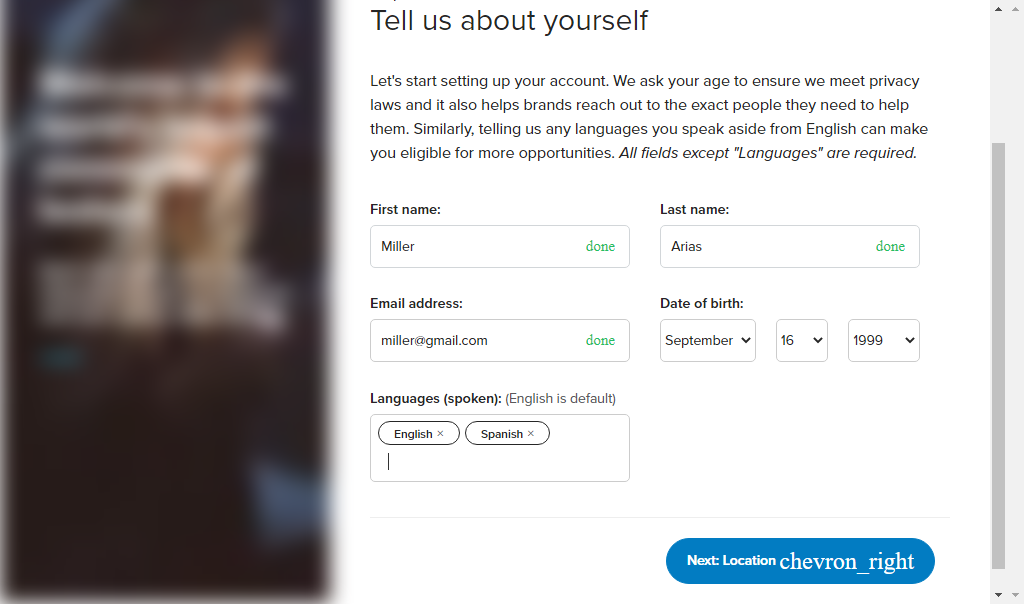 Tell us about yourself
Let's start setting up your account. We ask your age to ensure we meet privacy
laws and it also helps brands reach out to the exact people they need to help
them. Similarly, telling us any languages you speak aside from English can make
you eligible for more opportunities. All fields except "Languages" are required.
First name:
Last name:
Miller done
Arias done
Email address:
Date of birth:
miller@gmail.com done
September 16 1999
Languages (spoken): (English is default)
English × Spanish ×
Next: Location chevron_right